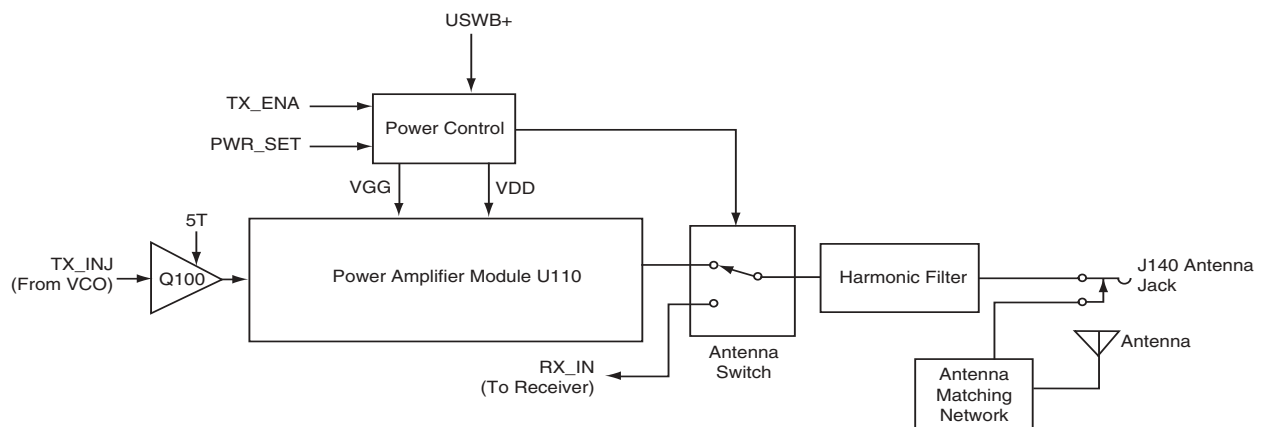 USWB+
TX_ENA
Power Control
PWR_SET
VGG
VDD
5T
TX_INJ
(From VCO)
Q100
Power Amplifier Module U110
Harmonic Filter
J140 Antenna
Jack
Antenna
Switch
RX_IN
(To Receiver)
Antenna
Antenna
Matching
Network